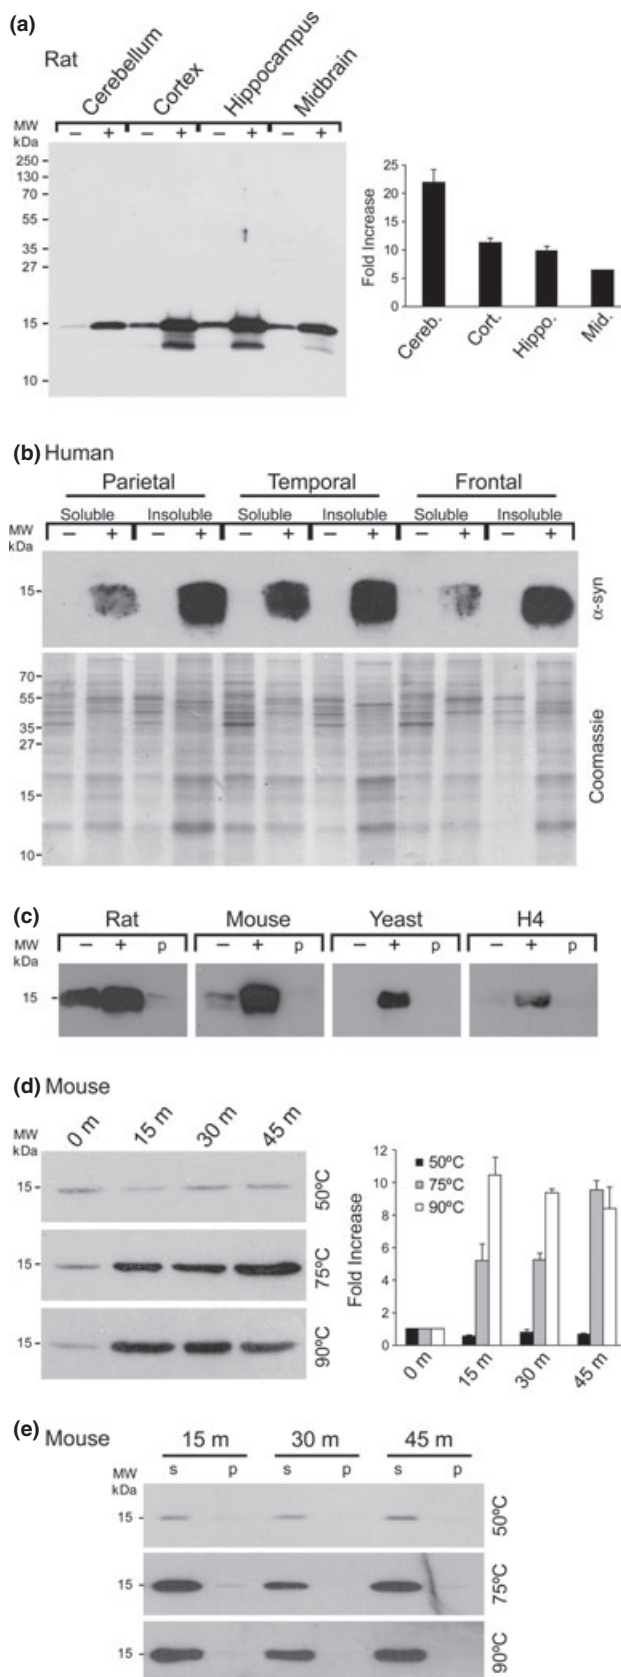 (a)
Rat
Cerebellum Cortex Hippocampus Midbrain
MW kDa
− + − + − + − +
250
130
70
55
35
27
15
10
Fold Increase
25
20
15
10
5
0
Cereb. Cort. Hippo. Mid.
(b) Human
Parietal Temporal Frontal
Soluble Insoluble Soluble Insoluble Soluble Insoluble
MW kDa
− + − + − + − + − + − +
15
α-syn
70
55
35
27
15
10
Coomassie
(c)
Rat Mouse Yeast H4
MW kDa
− + p − + p − + p − + p
15
(d) Mouse
MW kDa
0 m 15 m 30 m 45 m
15 50ºC
15 75ºC
15 90ºC
Fold Increase
12
10
8
6
4
2
0
50ºC
75ºC
90ºC
0 m 15 m 30 m 45 m
(e) Mouse
15 m 30 m 45 m
MW kDa
s p s p s p
15 50ºC
15 75ºC
15 90ºC